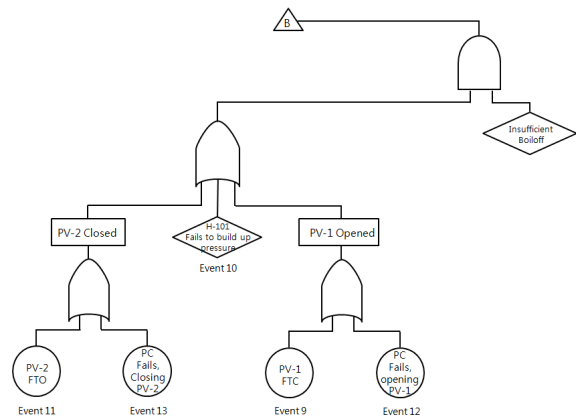 B
Insufficient
Boiloff
PV-2 Closed
H-101
Fails to build up
pressure
PV-1 Opened
Event 10
PV-2
FTO
PC
Fails,
Closing
PV-2
PV-1
FTC
PC
Fails,
opening
PV-1
Event 11
Event 13
Event 9
Event 12